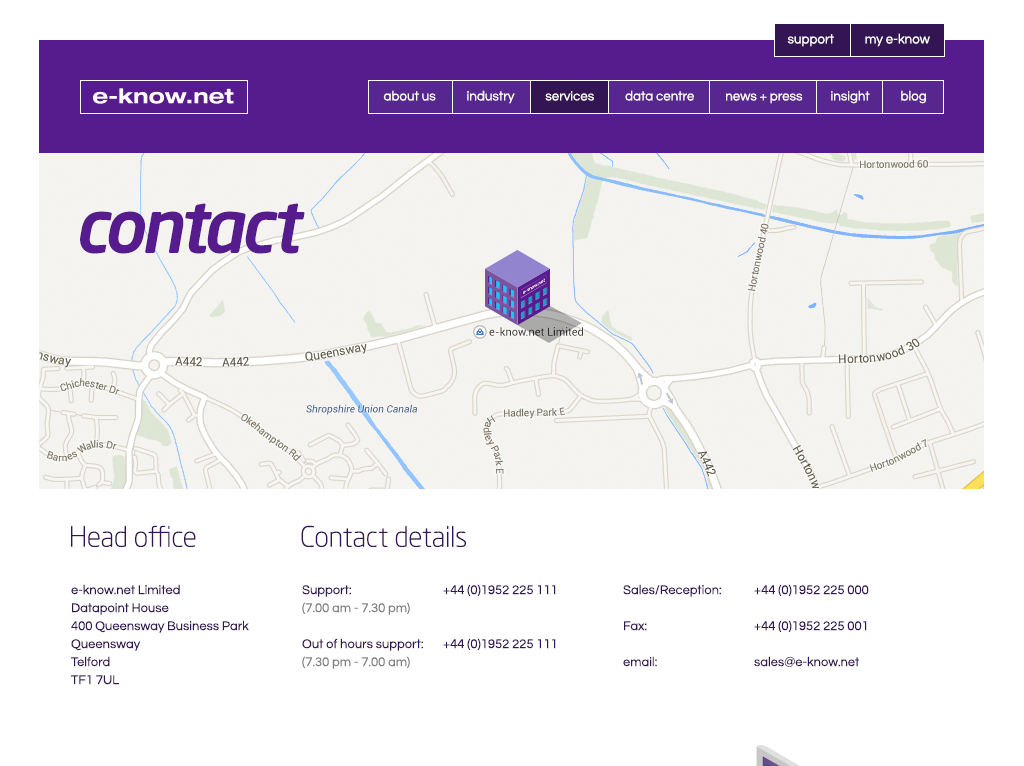 support
my e-know
e-know.net
about us
industry
services
data centre
news + press
insight
blog
contact
Hortonwood 60
Hortonwood 40
e-know.net
e-know.net Limited
Queensway
A442
A442
nsway
Hortonwood 30
Chichester Dr
Shropshire Union Canala
Hadley Park E
Hadley Park E
Okehampton Rd
Barnes Wallis Dr
A442
Hortonw
Hortonwood 7
Head office
Contact details
e-know.net Limited
Datapoint House
400 Queensway Business Park
Queensway
Telford
TF1 7UL
Support: +44 (0)1952 225 111
(7.00 am - 7.30 pm)
Out of hours support: +44 (0)1952 225 111
(7.30 pm - 7.00 am)
Sales/Reception: +44 (0)1952 225 000
Fax: +44 (0)1952 225 001
email: sales@e-know.net